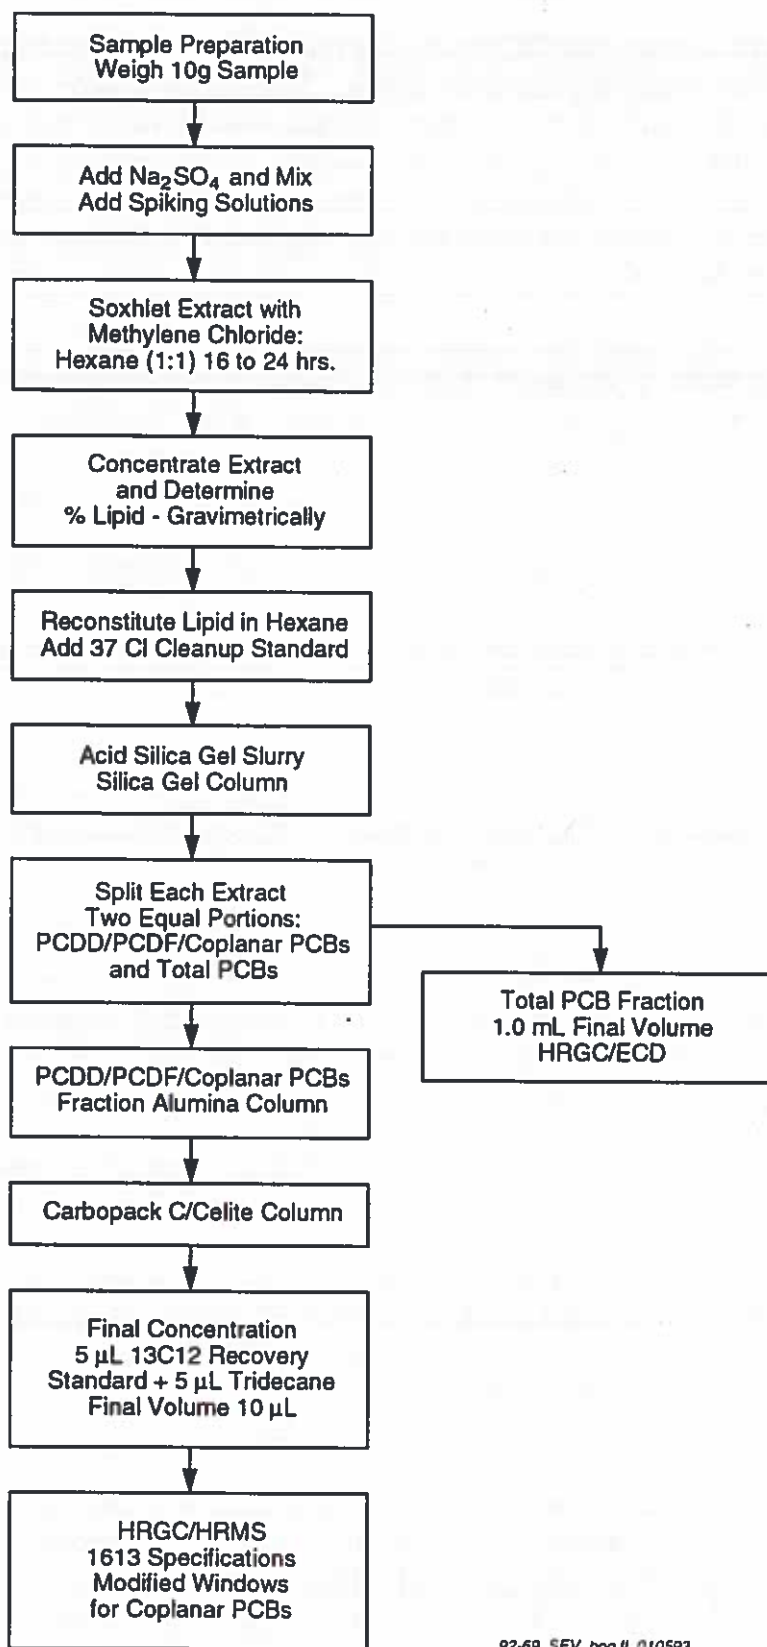 Sample Preparation
Weigh 10g Sample
Add Na₂SO₄ and Mix
Add Spiking Solutions
Soxhlet Extract with
Methylene Chloride:
Hexane (1:1) 16 to 24 hrs.
Concentrate Extract
and Determine
% Lipid - Gravimetrically
Reconstitute Lipid in Hexane
Add 37 Cl Cleanup Standard
Acid Silica Gel Slurry
Silica Gel Column
Split Each Extract
Two Equal Portions:
PCDD/PCDF/Coplanar PCBs
and Total PCBs
Total PCB Fraction
1.0 mL Final Volume
HRGC/ECD
PCDD/PCDF/Coplanar PCBs
Fraction Alumina Column
Carbopack C/Celite Column
Final Concentration
5 µL 13C12 Recovery
Standard + 5 µL Tridecane
Final Volume 10 µL
HRGC/HRMS
1613 Specifications
Modified Windows
for Coplanar PCBs
SEV